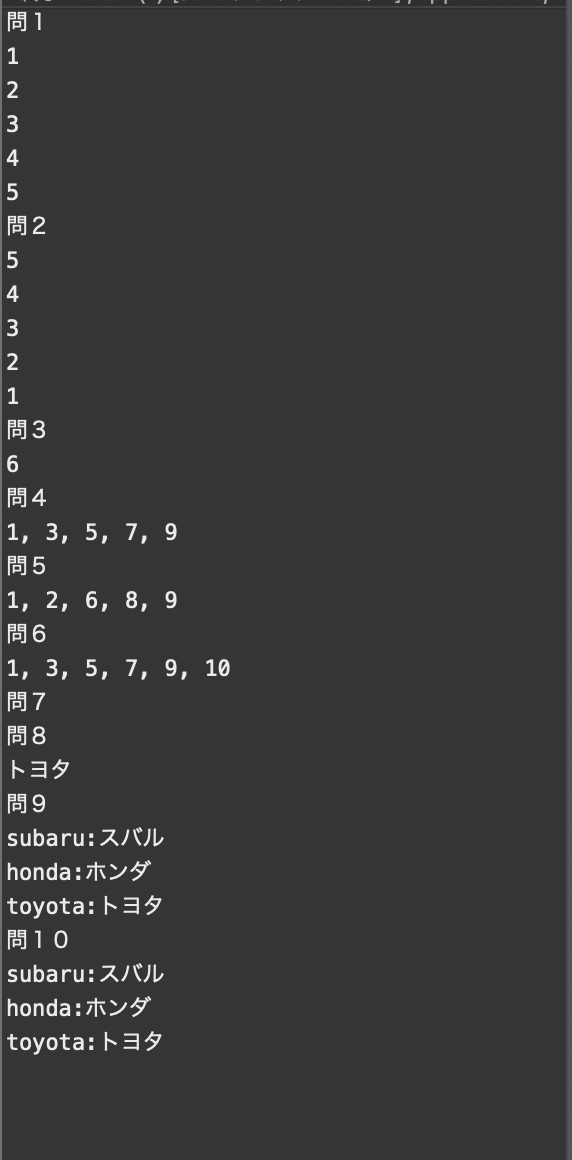 問１
1
2
3
4
5
問２
5
4
3
2
1
問３
6
問４
1, 3, 5, 7, 9
問５
1, 2, 6, 8, 9
問６
1, 3, 5, 7, 9, 10
問７
問８
トヨタ
問９
subaru:スバル
honda:ホンダ
toyota:トヨタ
問１０
subaru:スバル
honda:ホンダ
toyota:トヨタ